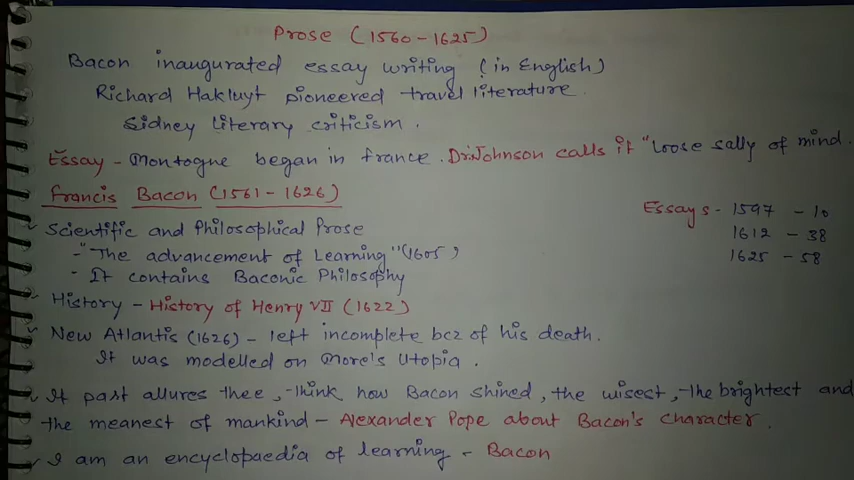 Prose (1560-1625)
Bacon inaugurated essay writing (in English)
Richard Hakluyt pioneered travel literature.
Sidney literary criticism.
Essay - Montogne began in france. Dr.Johnson calls it "loose sally of mind.
Francis Bacon (1561-1626)
Essays - 1597 - 10
1612 - 38
1625 - 58
Scientific and Philosophical Prose
- "The advancement of Learning" (1605)
- It contains Baconic Philosophy
History - History of Henry VII (1622)
New Atlantis (1626) - left incomplete bcz of his death.
It was modelled on More's Utopia.
If past allures thee, think how Bacon shined, the wisest, the brightest and
the meanest of mankind - Alexander Pope about Bacon's character.
I am an encyclopaedia of learning - Bacon